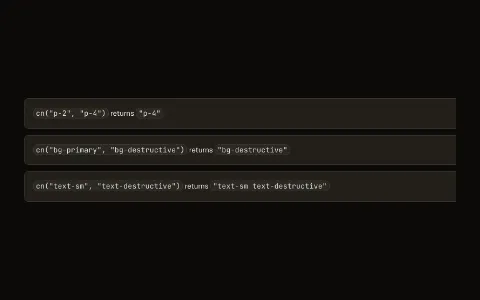 cn("p-2", "p-4") returns "p-4"
cn("bg-primary", "bg-destructive") returns "bg-destructive"
cn("text-sm", "text-destructive") returns "text-sm text-destructive"